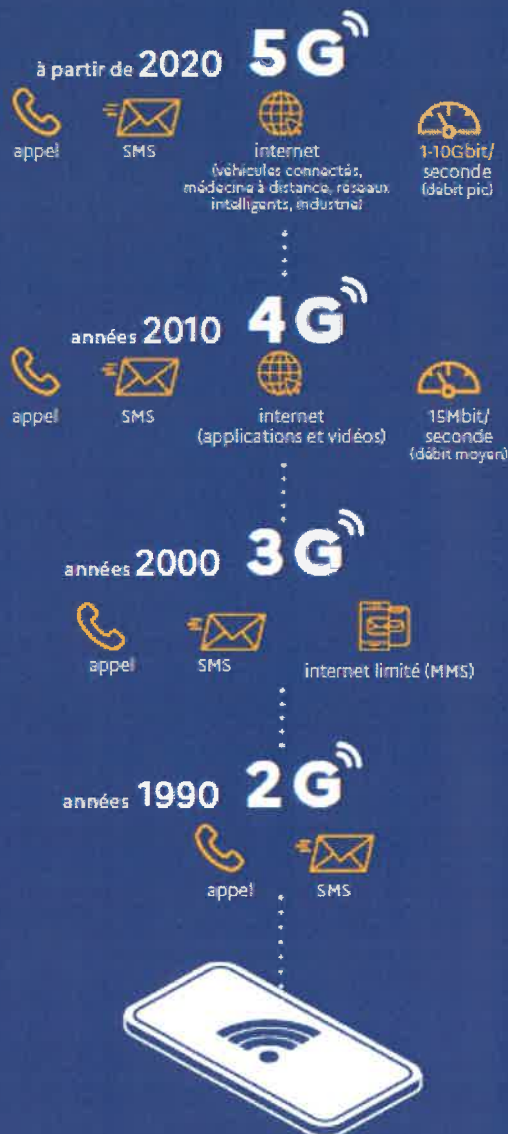 à partir de 2020 5G
appel
SMS
internet
(véhicules connectés,
médecine à distance, réseaux
intelligents, industrie)
1-10Gbit/
seconde
(débit pic)
années 2010 4G
appel
SMS
internet
(applications et vidéos)
15Mbit/
seconde
(débit moyen)
années 2000 3G
appel
SMS
internet limité (MMS)
années 1990 2G
appel
SMS